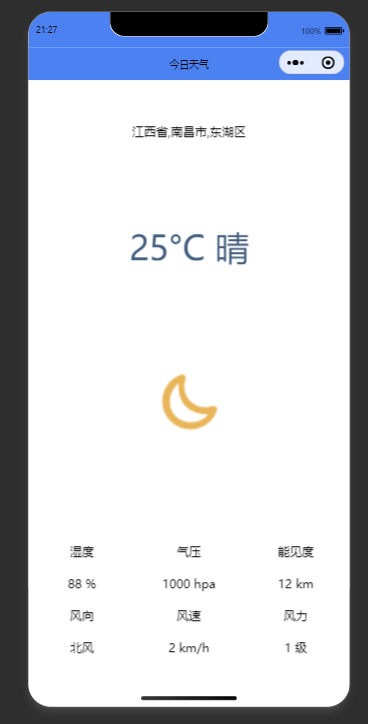 21:27
100%
今日天气
江西省,南昌市,东湖区
25°C 晴
湿度 气压 能见度
88 % 1000 hpa 12 km
风向 风速 风力
北风 2 km/h 1 级